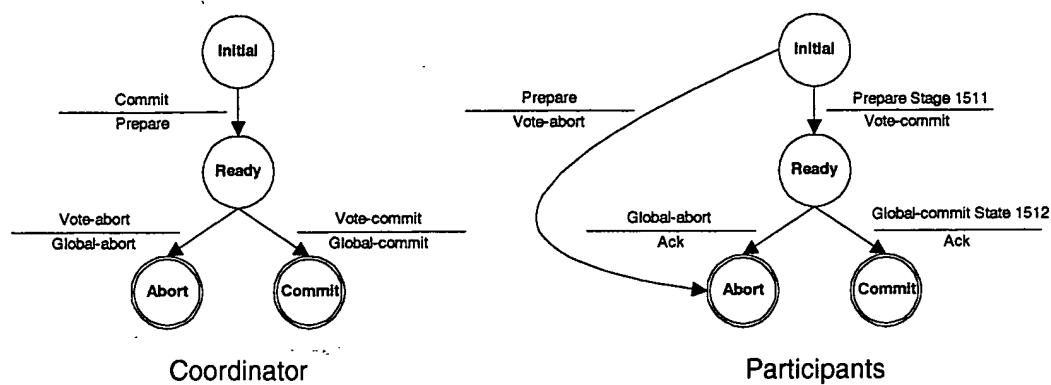 Initial
Commit
Prepare
Ready
Vote-abort
Global-abort
Vote-commit
Global-commit
Abort
Commit
Coordinator
Initial
Prepare
Vote-abort
Prepare Stage 1511
Vote-commit
Ready
Global-abort
Ack
Global-commit State 1512
Ack
Abort
Commit
Participants